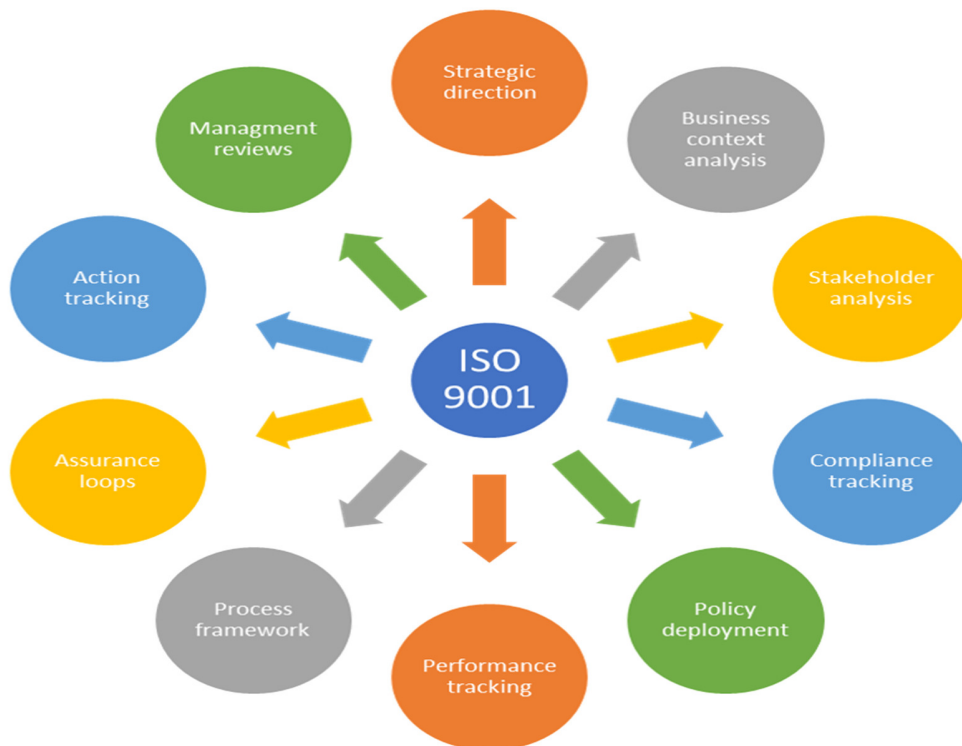 Strategic
direction
Business
context
analysis
Stakeholder
analysis
Compliance
tracking
Policy
deployment
Performance
tracking
Process
framework
Assurance
loops
Action
tracking
Managment
reviews
ISO
9001